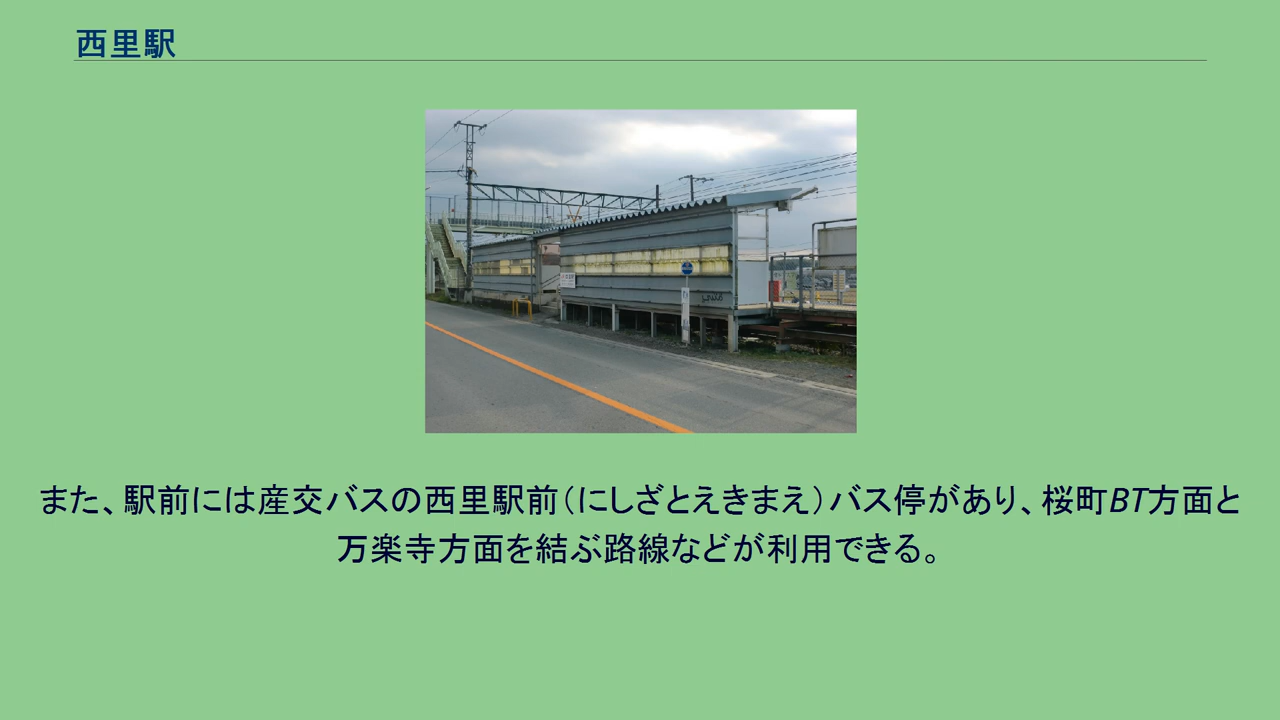 西里駅
また、駅前には産交バスの西里駅前（にしざとえきまえ）バス停があり、桜町BT方面と
万楽寺方面を結ぶ路線などが利用できる。